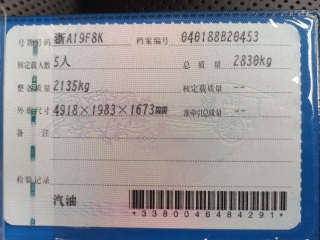 号牌号码 浙A19F8K 档案编号 040188B20453
核定载人数 5人 总质量 2830kg
整备质量 2135kg 核定载质量 --
外廓尺寸 4918×1983×1673mm 准牵引总质量 --
备注
检验记录
汽油
*3380046484291*